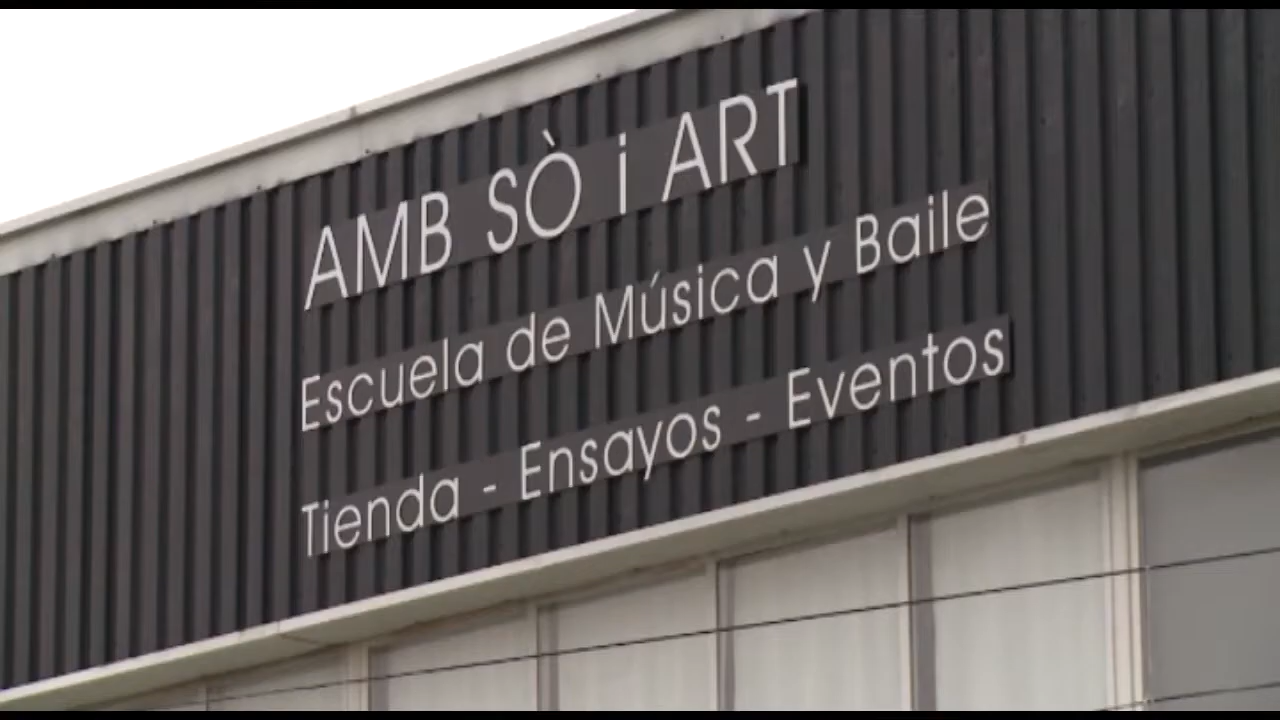 AMB SÒ i ART
Escuela de Música y Baile
Tienda - Ensayos - Eventos